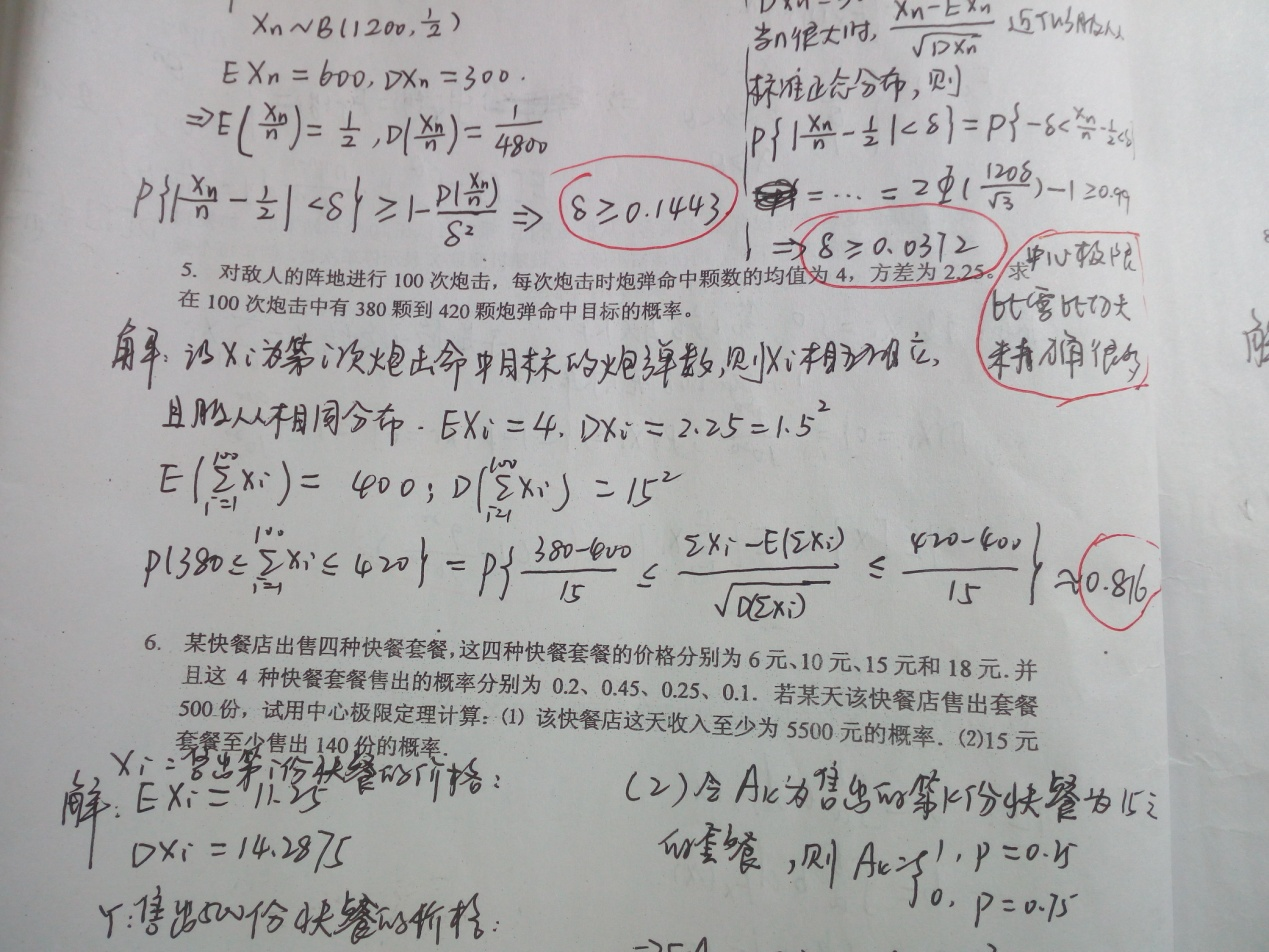 Xn~B(1200,1/2)
EXn=600, DXn=300.
⇒E(Xn/n)=1/2, D(Xn/n)=1/4800
P{|Xn/n-1/2|<δ}≥1-D(Xn/n)/δ² ⇒ δ≥0.1443
当n很大时, (Xn-EXn)/√DXn 近似服从
标准正态分布,则
P{|Xn/n-1/2|<δ}=P{-δ<Xn/n-1/2<δ}
=…=2Φ(120δ/√3)-1≥0.99
⇒ δ≥0.0372
中心极限
比雪比切夫
来精确很多
5. 对敌人的阵地进行 100 次炮击，每次炮击时炮弹命中颗数的均值为 4，方差为 2.25。求
在 100 次炮击中有 380 颗到 420 颗炮弹命中目标的概率。
解: 设Xi为第i次炮击命中目标的炮弹数,则Xi相互独立,
且服从相同分布. EXi=4, DXi=2.25=1.5²
E(∑Xi)=400; D(∑Xi)=15²
P{380≤∑Xi≤420}=P{(380-400)/15≤(∑Xi-E(∑Xi))/√D(∑Xi)≤(420-400)/15}≈0.816
6. 某快餐店出售四种快餐套餐,这四种快餐套餐的价格分别为 6 元、10 元、15 元和 18 元. 并
且这 4 种快餐套餐售出的概率分别为 0.2、0.45、0.25、0.1. 若某天该快餐店售出套餐
500 份，试用中心极限定理计算: (1) 该快餐店这天收入至少为 5500 元的概率. (2)15 元
套餐至少售出 140 份的概率.
Xi=售出第i份快餐的价格:
解: EXi=11.25
DXi=14.2875
Y:售出500份快餐的价格:
(2)令Ak为售出的第k份快餐为15元
的套餐,则Ak={1, P=0.25
0, P=0.75
解